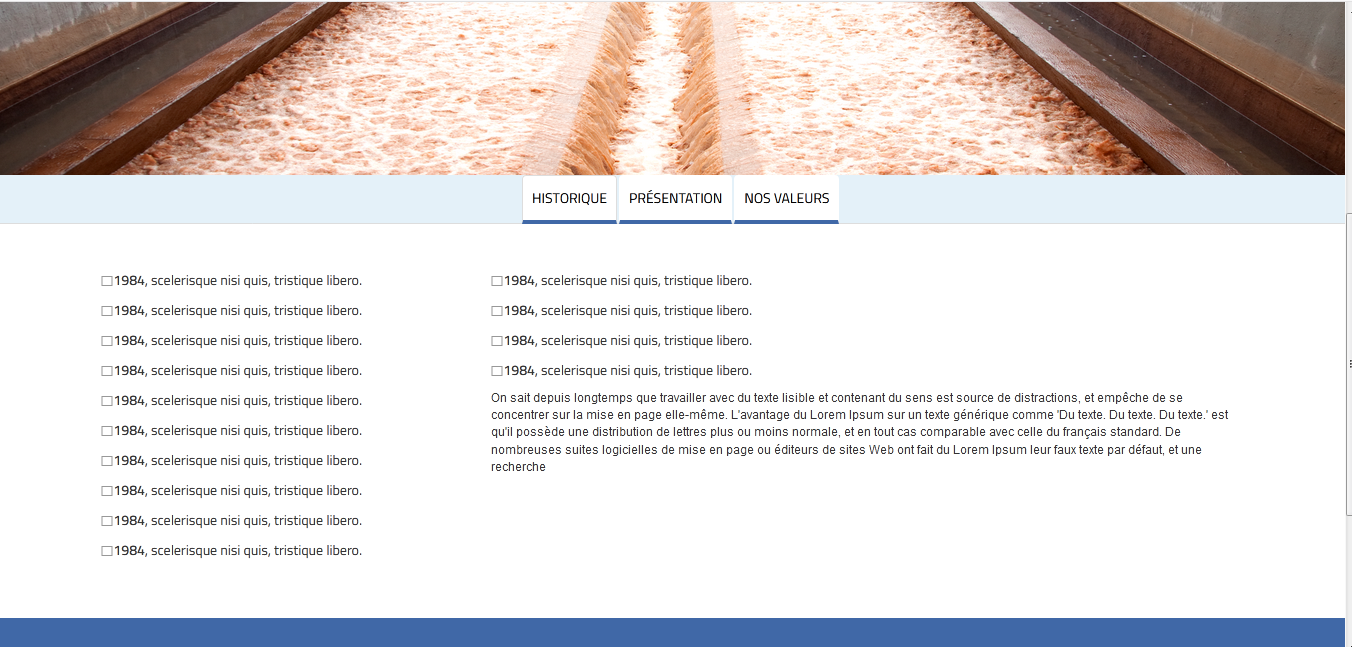 HISTORIQUE PRÉSENTATION NOS VALEURS
1984, scelerisque nisi quis, tristique libero.
1984, scelerisque nisi quis, tristique libero.
1984, scelerisque nisi quis, tristique libero.
1984, scelerisque nisi quis, tristique libero.
1984, scelerisque nisi quis, tristique libero.
1984, scelerisque nisi quis, tristique libero.
1984, scelerisque nisi quis, tristique libero.
1984, scelerisque nisi quis, tristique libero.
1984, scelerisque nisi quis, tristique libero.
1984, scelerisque nisi quis, tristique libero.
1984, scelerisque nisi quis, tristique libero.
1984, scelerisque nisi quis, tristique libero.
1984, scelerisque nisi quis, tristique libero.
1984, scelerisque nisi quis, tristique libero.
On sait depuis longtemps que travailler avec du texte lisible et contenant du sens est source de distractions, et empêche de se
concentrer sur la mise en page elle-même. L'avantage du Lorem Ipsum sur un texte générique comme 'Du texte. Du texte. Du texte.' est
qu'il possède une distribution de lettres plus ou moins normale, et en tout cas comparable avec celle du français standard. De
nombreuses suites logicielles de mise en page ou éditeurs de sites Web ont fait du Lorem Ipsum leur faux texte par défaut, et une
recherche